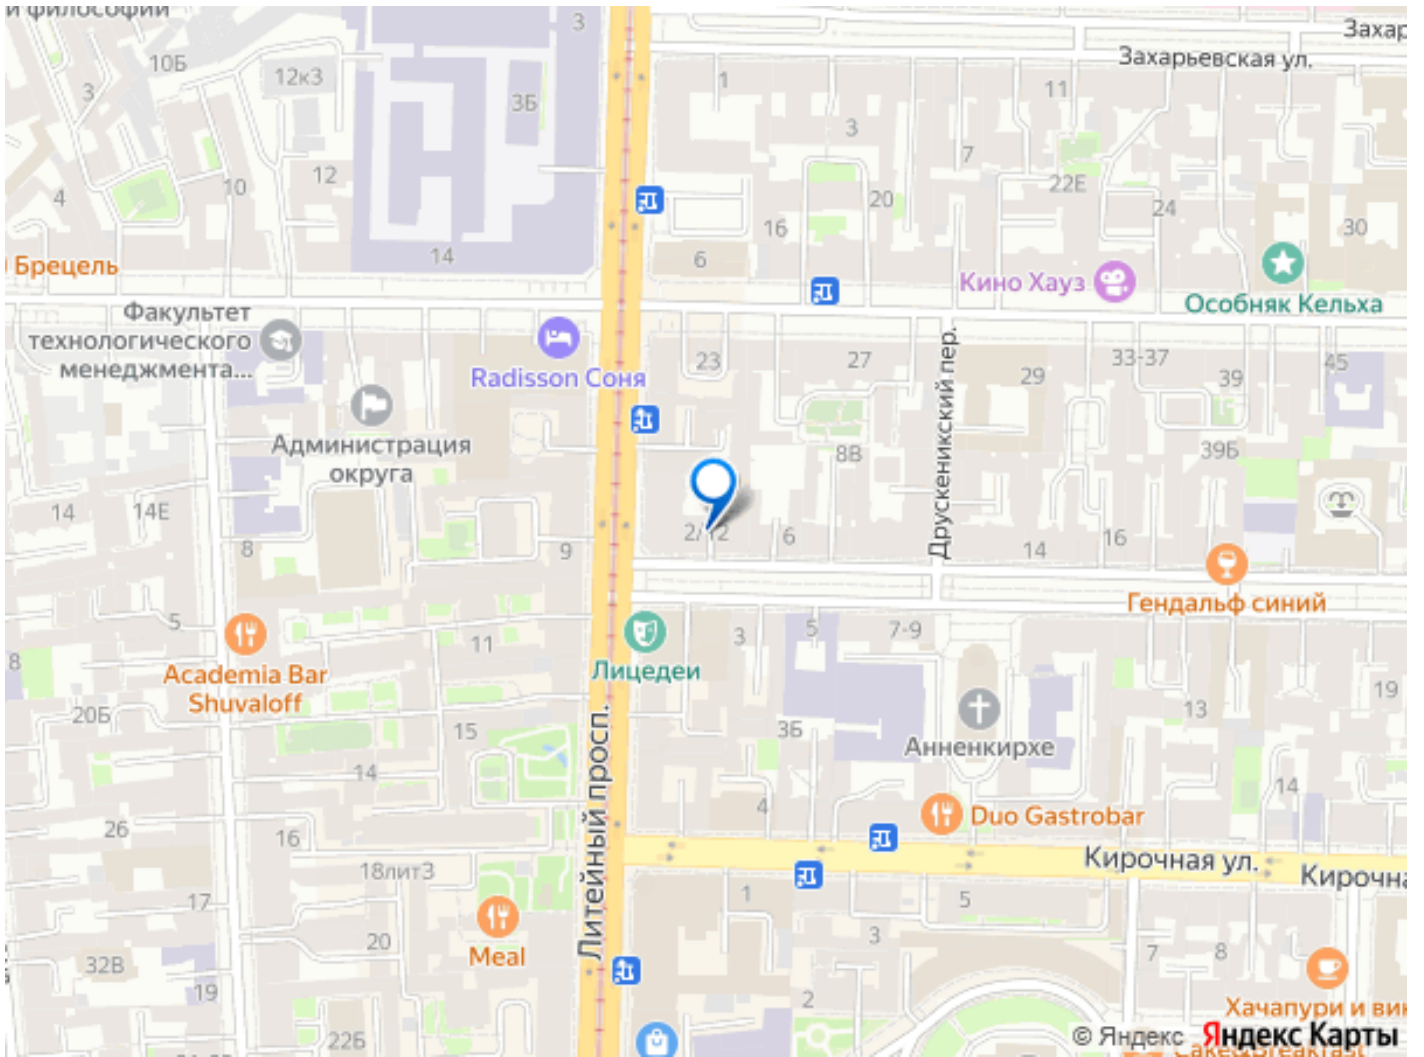 и философии
3
Захар
Захарьевская ул.
10Б
12к3
3Б
1
11
3
3
12
7
4
10
22Е
20
24
16
30
14
6
Брецель
Кино Хауз
Особняк Кельха
Факультет
технологического
менеджмента...
Radisson Соня
23
27
Друскеникский пер.
33-37
29
39
45
Администрация
округа
8В
39Б
14
14Е
2/12
6
8
9
14
16
Гендальф синий
5
Лицедеи
3
5
7-9
11
8
Academia Bar
Shuvaloff
20Б
15
3Б
Анненкирхе
13
19
14
Литейный просп.
4
14
Duo Gastrobar
26
16
Кирочная ул.
Кирочна
18лит3
17
1
5
20
Meal
3
7
8
32В
19
2
22Б
Хачапури и вин
© Яндекс Яндекс Карты